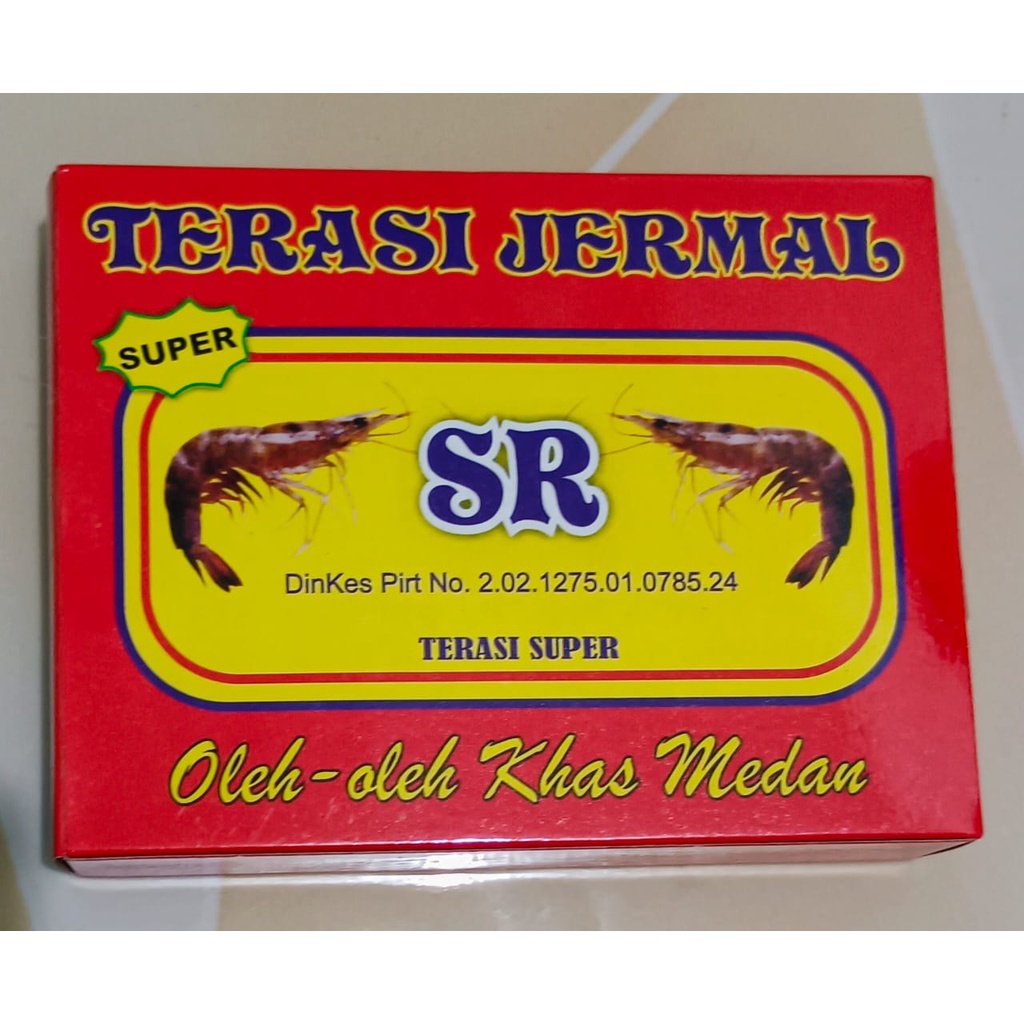 TERASI JERMAL
SUPER
SR
DinKes Pirt No. 2.02.1275.01.0785.24
TERASI SUPER
Oleh-oleh Khas Medan